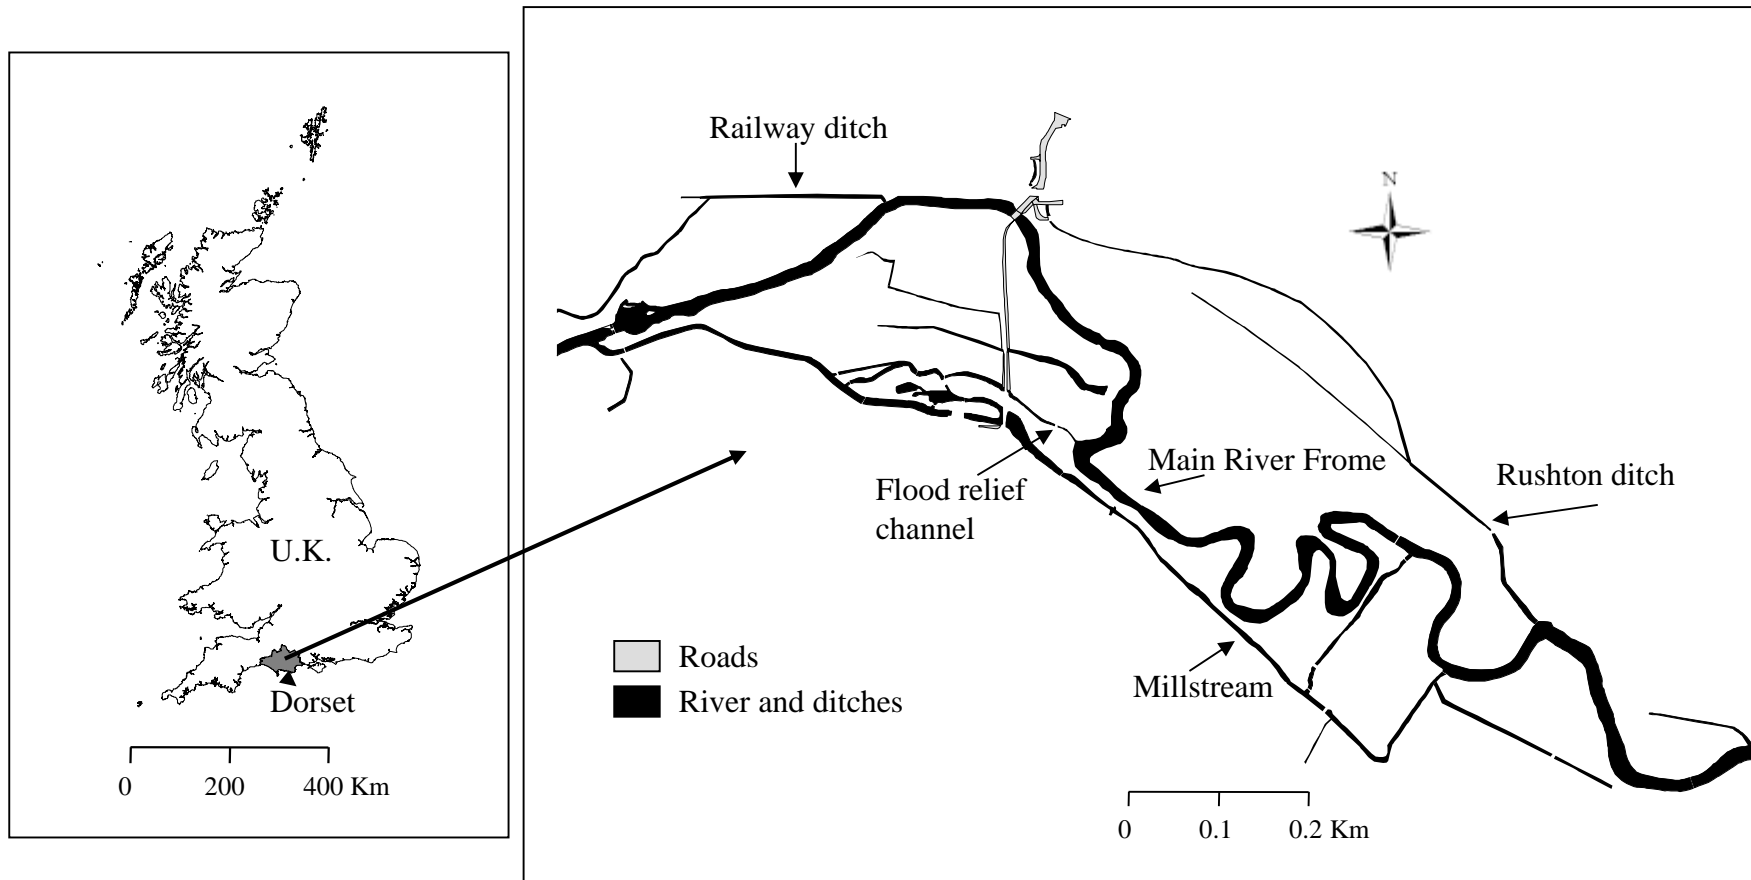 U.K.
Dorset
0 200 400 Km
Railway ditch
N
Main River Frome
Rushton ditch
Flood relief
channel
Millstream
Roads
River and ditches
0 0.1 0.2 Km